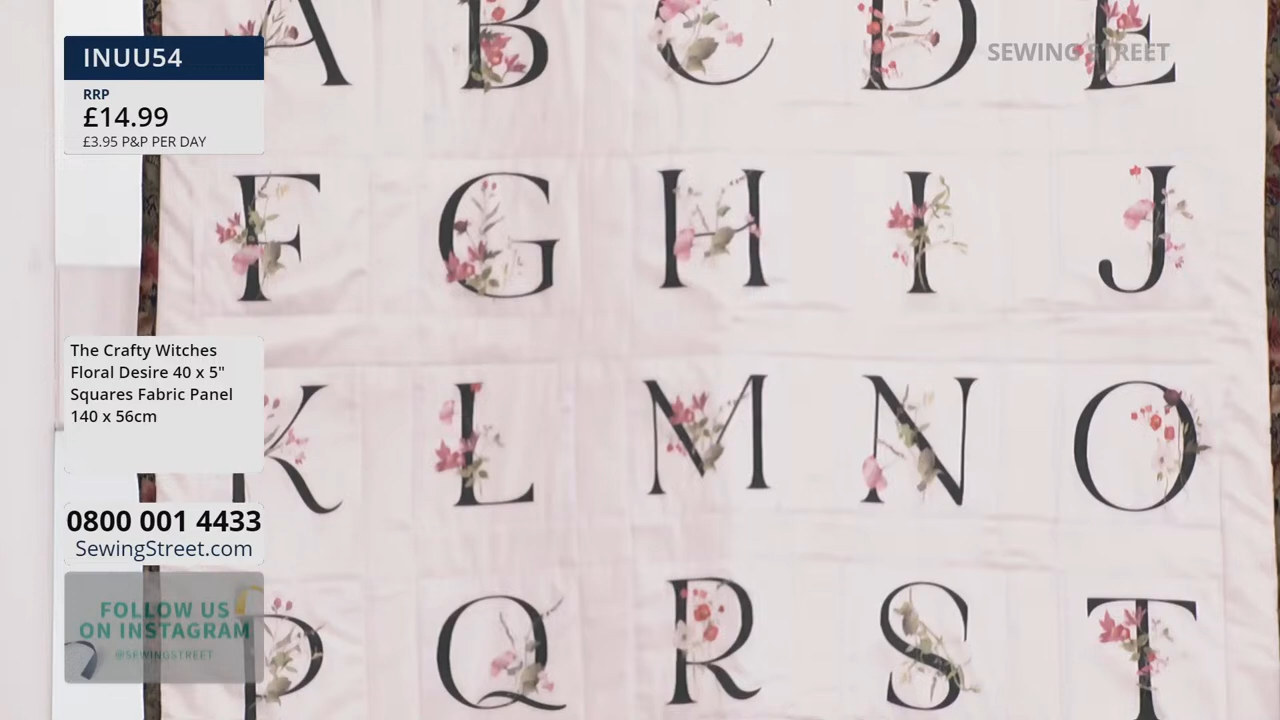 A B C D E
SEWING STREET
INUU54
RRP
£14.99
£3.95 P&P PER DAY
F G H I J
The Crafty Witches
Floral Desire 40 x 5"
Squares Fabric Panel
140 x 56cm
K L M N O
0800 001 4433
SewingStreet.com
FOLLOW US
ON INSTAGRAM
@SEWINGSTREET
P Q R S T